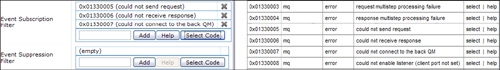 Event Subscription Filter
0x01330005 (could not send request)
0x01330006 (could not receive response)
0x01330007 (could not connect to the back QM)
Add Help Select Code
Event Suppression Filter
(empty)
Add Help Select Code
0x01330003 mq error request multistep processing failure select | help
0x01330004 mq error response multistep processing failure select | help
0x01330005 mq error could not send request select | help
0x01330006 mq error could not receive response select | help
0x01330007 mq error could not connect to the back QM select | help
0x01330008 mq error could not enable listener (client port not set) select | help